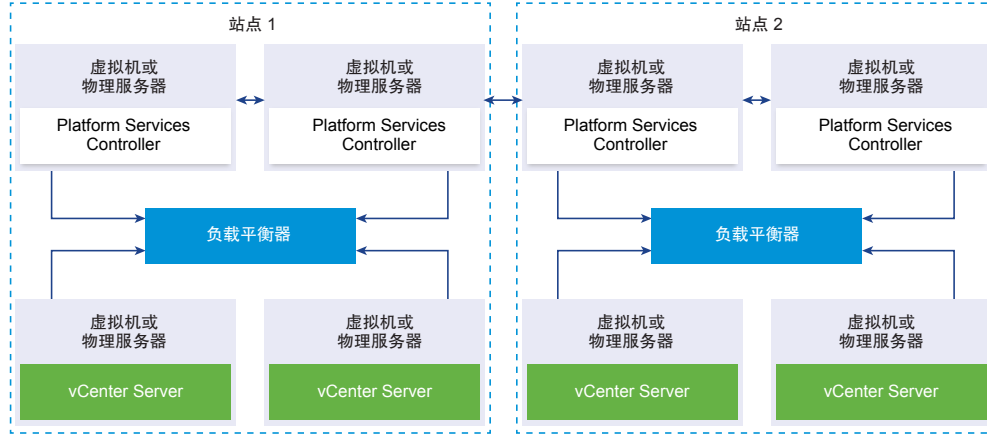 站点 1
虚拟机或
物理服务器
Platform Services
Controller
虚拟机或
物理服务器
Platform Services
Controller
负载平衡器
虚拟机或
物理服务器
vCenter Server
虚拟机或
物理服务器
vCenter Server
站点 2
虚拟机或
物理服务器
Platform Services
Controller
虚拟机或
物理服务器
Platform Services
Controller
负载平衡器
虚拟机或
物理服务器
vCenter Server
虚拟机或
物理服务器
vCenter Server